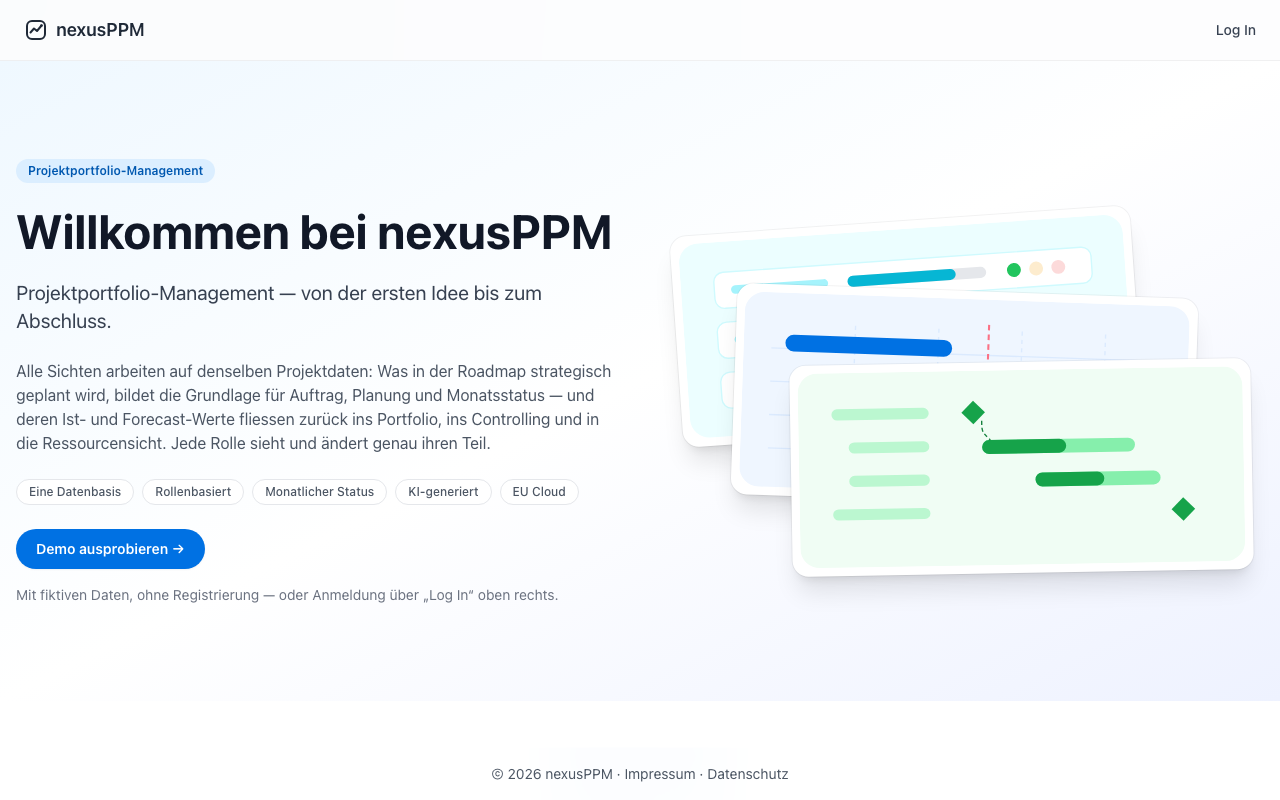 nexusPPM
Log In
Projektportfolio-Management
Willkommen bei nexusPPM
Projektportfolio-Management — von der ersten Idee bis zum
Abschluss.
Alle Sichten arbeiten auf denselben Projektdaten: Was in der Roadmap strategisch
geplant wird, bildet die Grundlage für Auftrag, Planung und Monatsstatus — und
deren Ist- und Forecast-Werte fliessen zurück ins Portfolio, ins Controlling und in
die Ressourcensicht. Jede Rolle sieht und ändert genau ihren Teil.
Eine Datenbasis
Rollenbasiert
Monatlicher Status
KI-generiert
EU Cloud
Demo ausprobieren →
Mit fiktiven Daten, ohne Registrierung — oder Anmeldung über „Log In“ oben rechts.
© 2026 nexusPPM · Impressum · Datenschutz